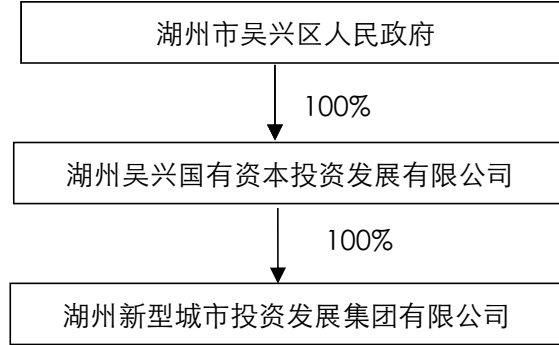 湖州市吴兴区人民政府
100%
湖州吴兴国有资本投资发展有限公司
100%
湖州新型城市投资发展集团有限公司